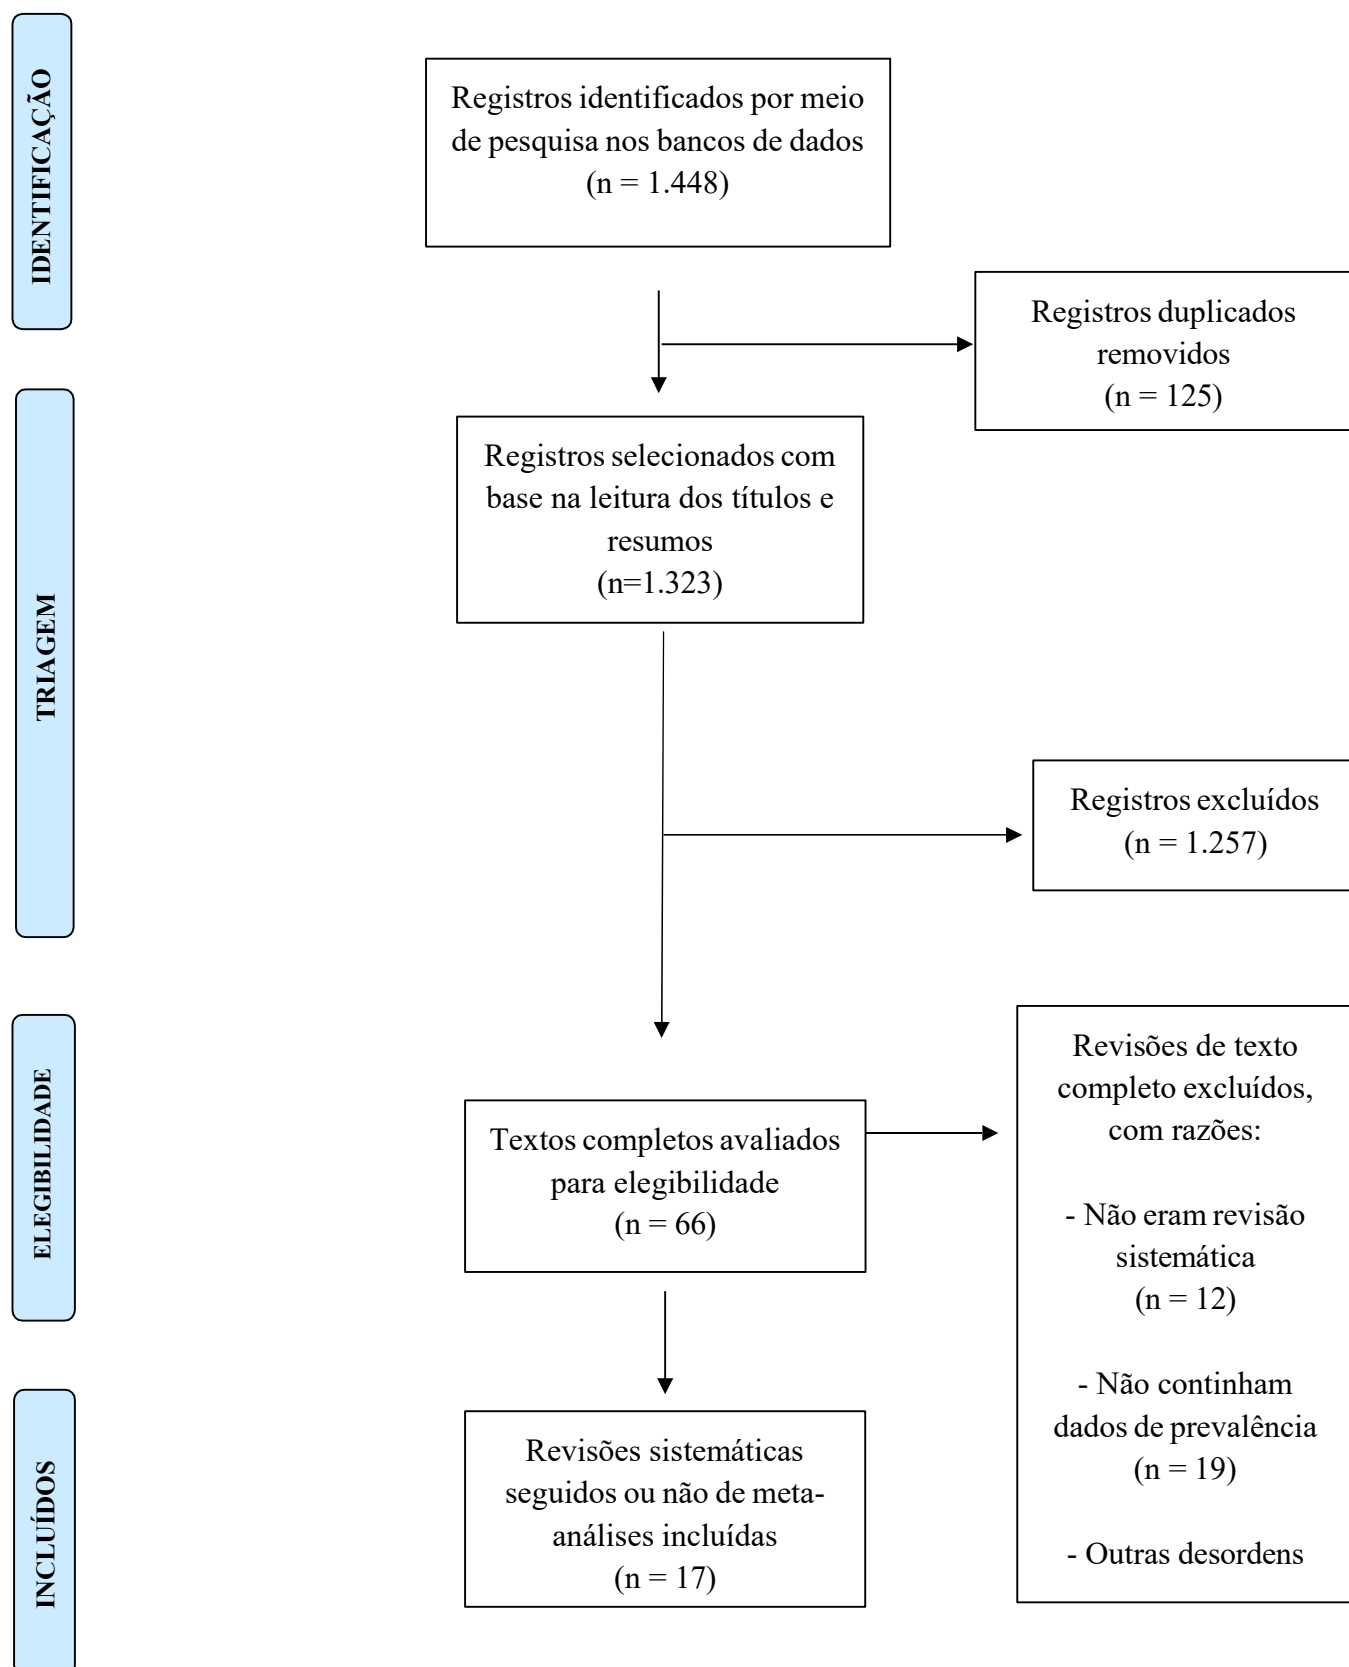 IDENTIFICAÇÃO
Registros identificados por meio
de pesquisa nos bancos de dados
(n = 1.448)
Registros duplicados
removidos
(n = 125)
TRIAGEM
Registros selecionados com
base na leitura dos títulos e
resumos
(n=1.323)
Registros excluídos
(n = 1.257)
ELEGIBILIDADE
Textos completos avaliados
para elegibilidade
(n = 66)
Revisões de texto
completo excluídos,
com razões:
- Não eram revisão
sistemática
(n = 12)
- Não continham
dados de prevalência
(n = 19)
- Outras desordens
INCLUÍDOS
Revisões sistemáticas
seguidos ou não de meta-
análises incluídas
(n = 17)